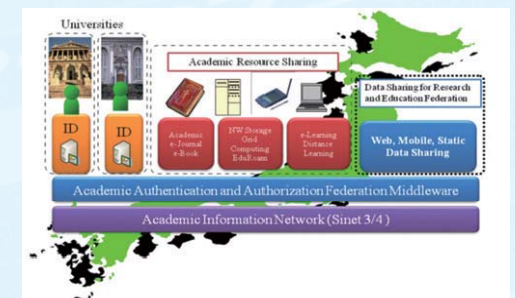 Universities
Academic Resource Sharing
Data Sharing for Research
and Education Federation
ID
ID
Academic
e-Journal
e-Book
NW.Storage
Grid
Computing
EduRoam
e-Learning
Distance
Learning
Web, Mobile, Static
Data Sharing
Academic Authentication and Authorization Federation Middleware
Academic Information Network (Sinet 3/4 )